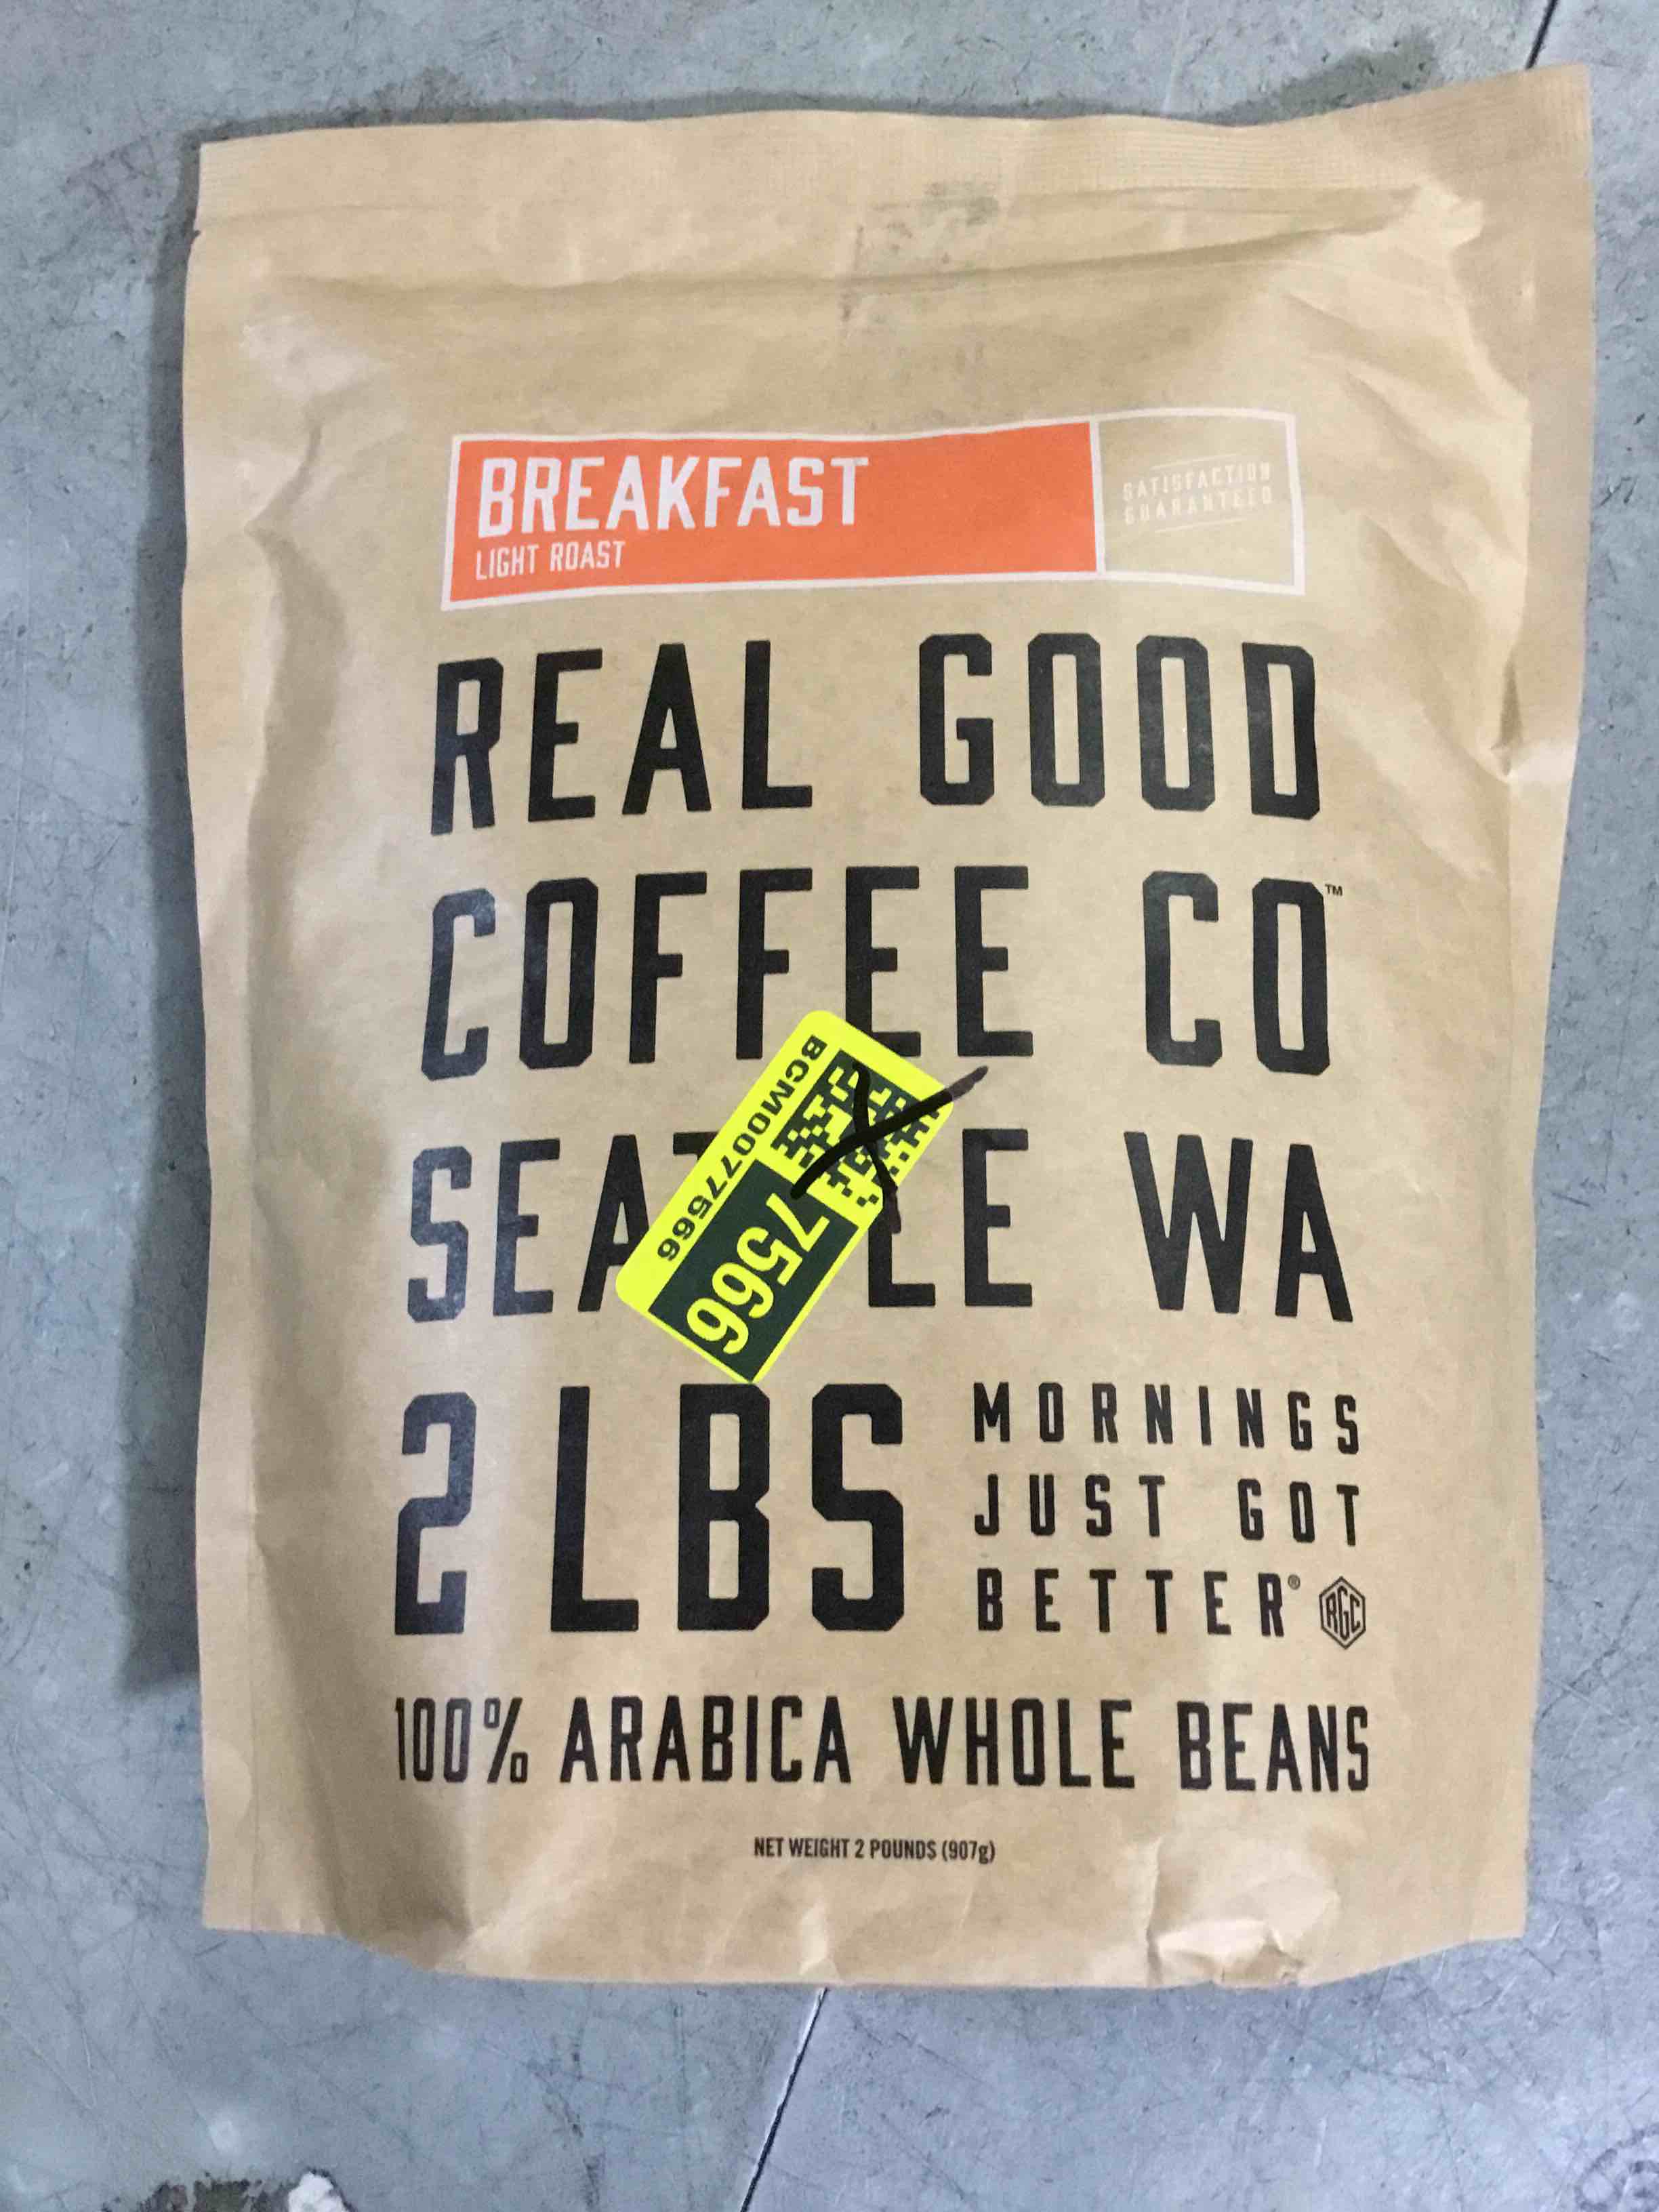 BREAKFAST
LIGHT ROAST
SATISFACTION
GUARANTEED
REAL GOOD
COFFEE CO™
BCM0077566
7566
SEA LE WA
2 LBS
MORNINGS
JUST GOT
BETTER®
RGC
100% ARABICA WHOLE BEANS
NET WEIGHT 2 POUNDS (907g)